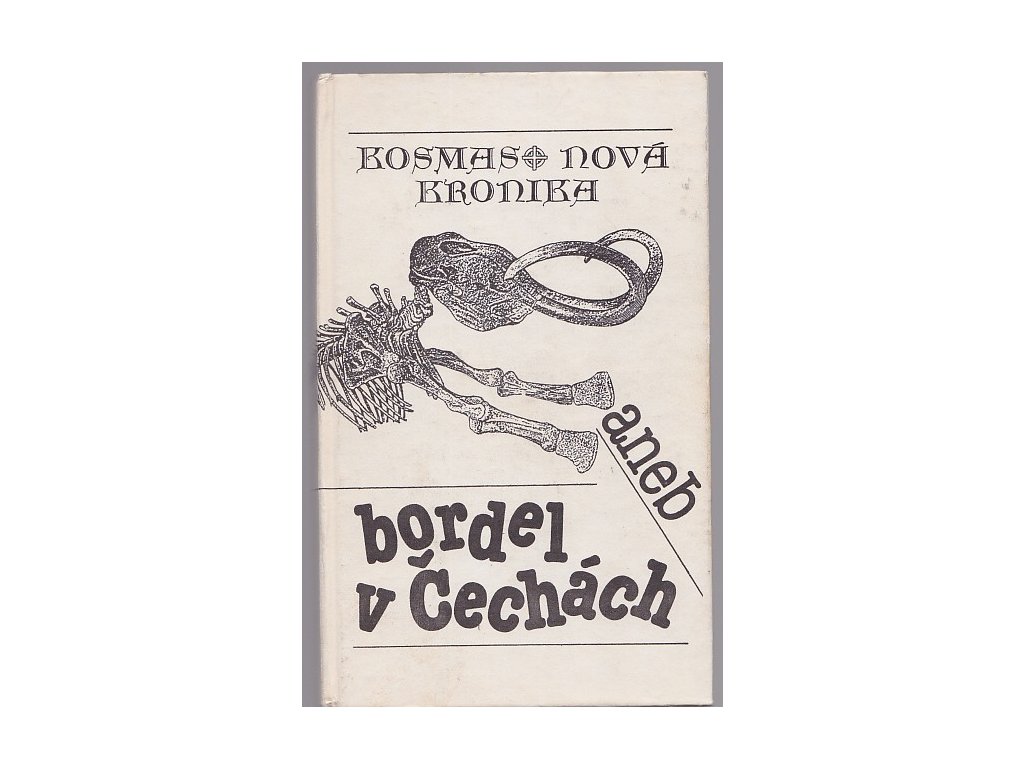 KOSMAS NOVÁ
KRONIKA
aneb
bordel
v Čechách